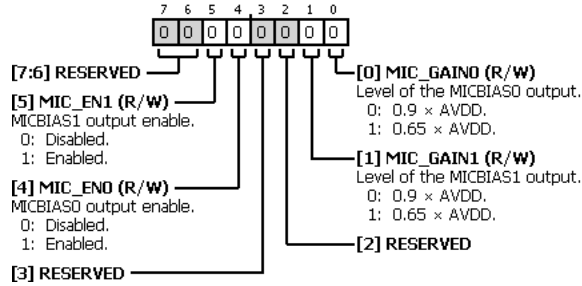 7 6 5 4 3 2 1 0
0 0 0 0 0 0 0 0
[7:6] RESERVED
[5] MIC_EN1 (R/W)
MICBIAS1 output enable.
0: Disabled.
1: Enabled.
[4] MIC_EN0 (R/W)
MICBIAS0 output enable.
0: Disabled.
1: Enabled.
[3] RESERVED
[0] MIC_GAIN0 (R/W)
Level of the MICBIAS0 output.
0: 0.9 × AVDD.
1: 0.65 × AVDD.
[1] MIC_GAIN1 (R/W)
Level of the MICBIAS1 output.
0: 0.9 × AVDD.
1: 0.65 × AVDD.
[2] RESERVED